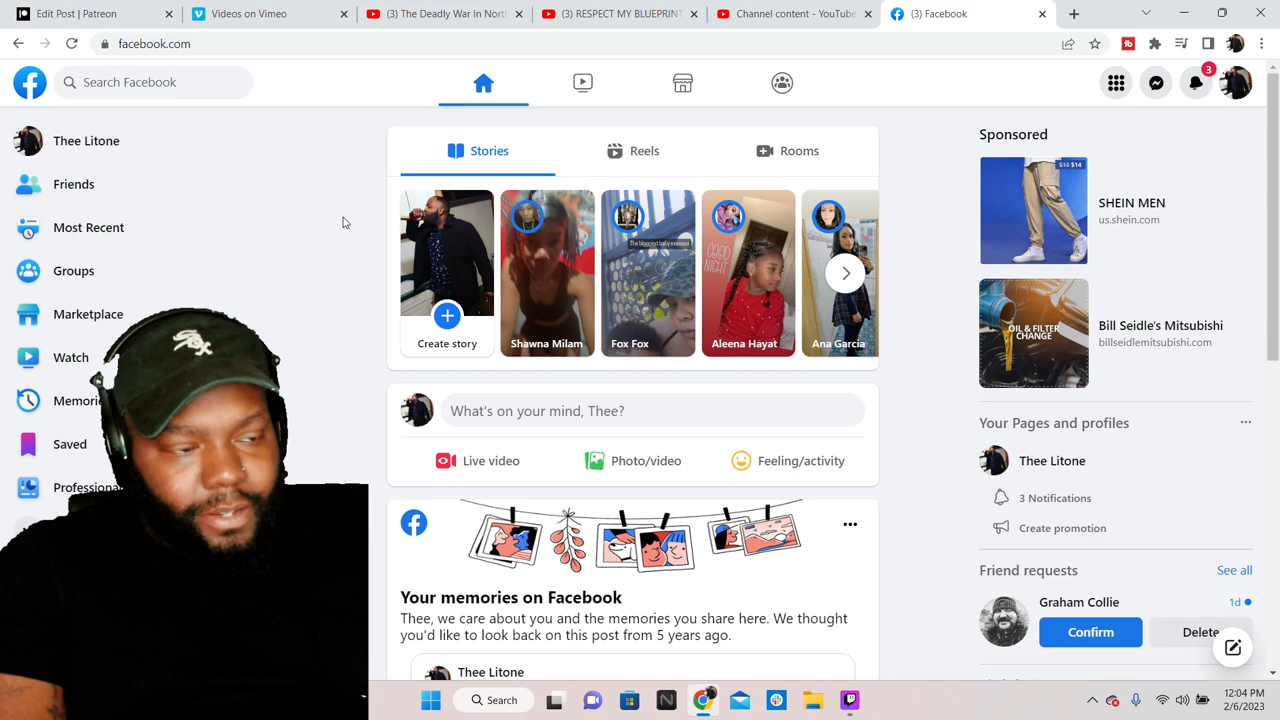 Edit Post | Patreon
Videos on Vimeo
(3) The Deadly War In Nort
(3) RESPECT MY BLUEPRINT
Channel content - YouTube
(3) Facebook
facebook.com
Search Facebook
3
Thee Litone
Friends
Most Recent
Groups
Marketplace
Watch
Memorie
Saved
Professiona
Stories
Reels
Rooms
Create story
Shawna Milam
Fox Fox
GOOD
NIGHT
Aleena Hayat
Ana Garcia
What's on your mind, Thee?
Live video
Photo/video
Feeling/activity
Your memories on Facebook
Thee, we care about you and the memories you share here. We thought
you'd like to look back on this post from 5 years ago.
Thee Litone
Sponsored
$14
SHEIN MEN
us.shein.com
OIL & FILTER
CHANGE
Bill Seidle's Mitsubishi
billseidlemitsubishi.com
Your Pages and profiles
Thee Litone
3 Notifications
Create promotion
Friend requests
See all
Graham Collie
1d
Confirm
Delete
Search
12:04 PM
2/6/2023